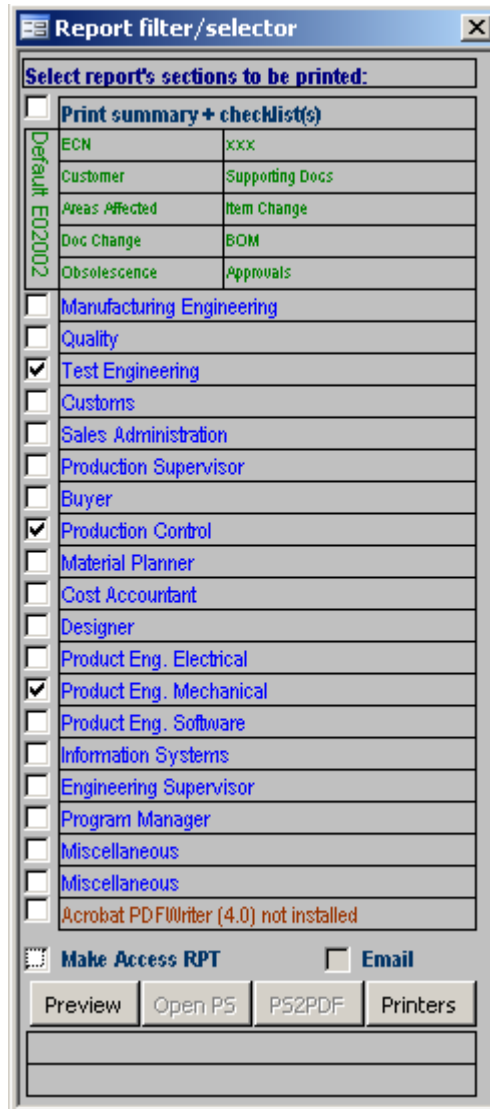 Report filter/selector
Select report's sections to be printed:
Print summary + checklist(s)
Default E02002
ECN xxx
Customer Supporting Docs
Areas Affected Item Change
Doc Change BOM
Obsolescence Approvals
Manufacturing Engineering
Quality
Test Engineering
Customs
Sales Administration
Production Supervisor
Buyer
Production Control
Material Planner
Cost Accountant
Designer
Product Eng. Electrical
Product Eng. Mechanical
Product Eng. Software
Information Systems
Engineering Supervisor
Program Manager
Miscellaneous
Miscellaneous
Acrobat PDFWriter (4.0) not installed
Make Access RPT Email
Preview Open PS PS2PDF Printers